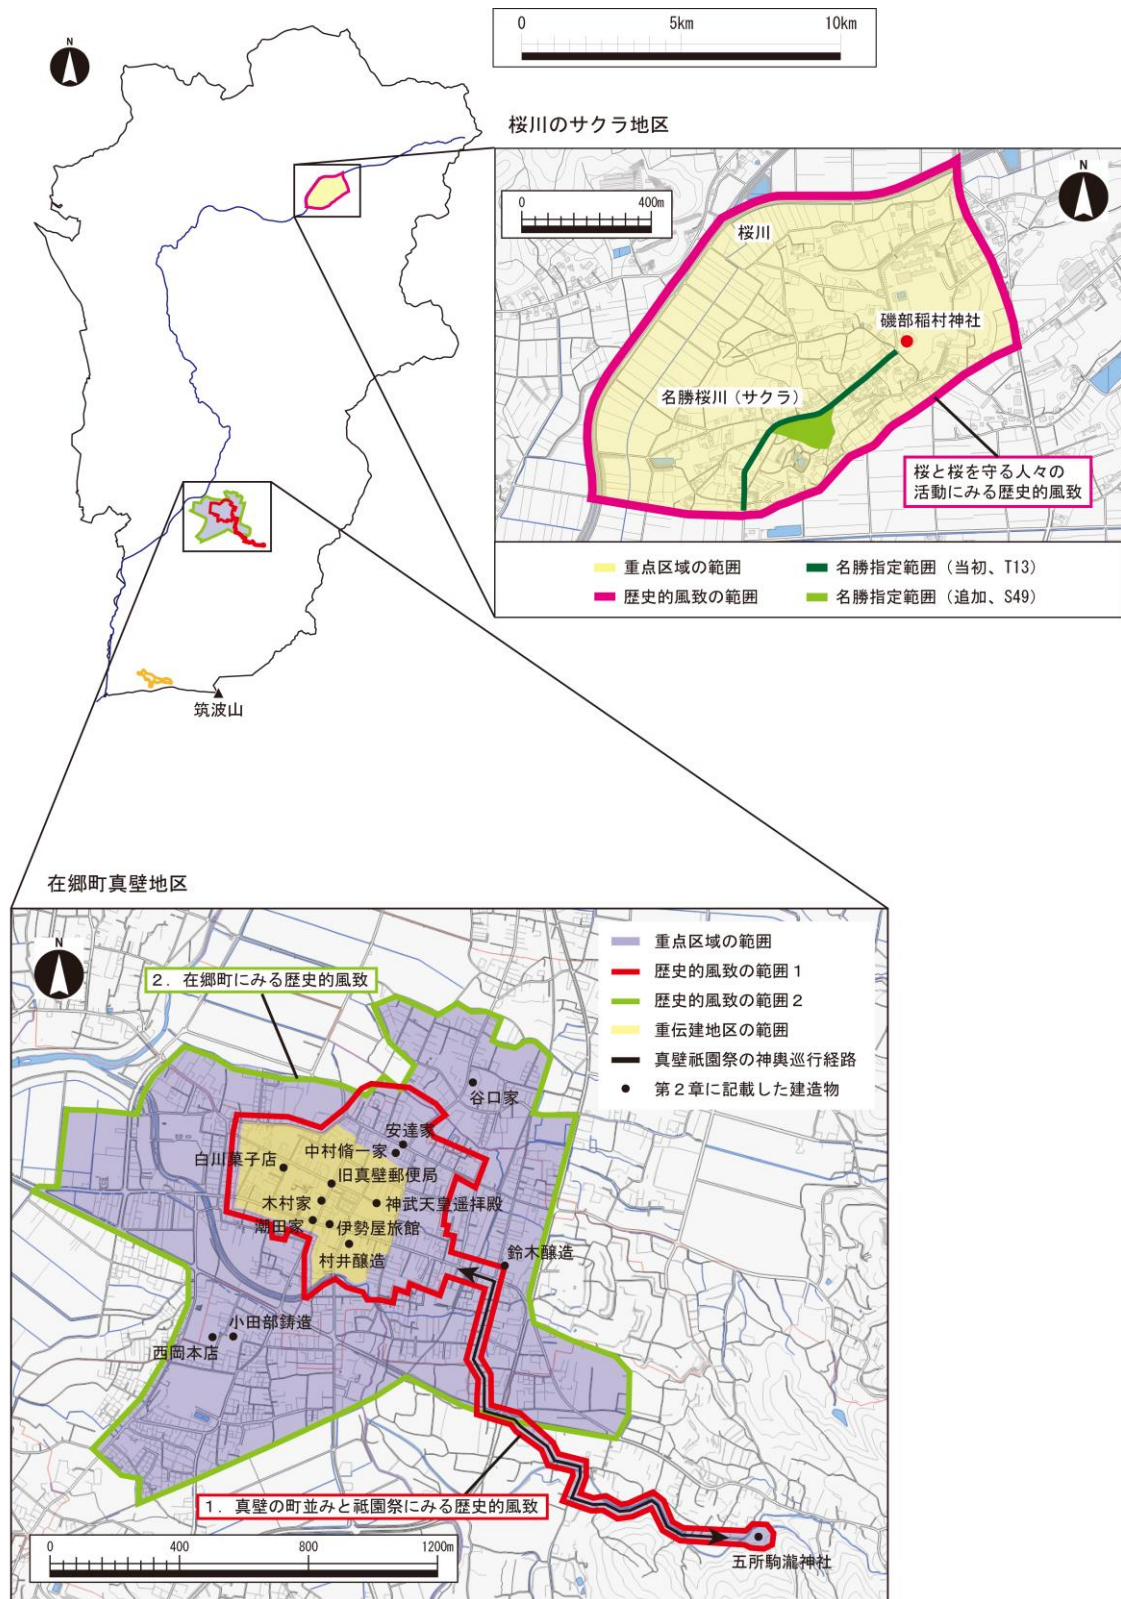 0 5km 10km
N
筑波山
桜川のサクラ地区
0 400m
N
桜川
磯部稲村神社
名勝桜川（サクラ）
桜と桜を守る人々の
活動にみる歴史的風致
重点区域の範囲
名勝指定範囲（当初、T13）
歴史的風致の範囲
名勝指定範囲（追加、S49）
在郷町真壁地区
N
2．在郷町にみる歴史的風致
重点区域の範囲
歴史的風致の範囲1
歴史的風致の範囲2
重伝建地区の範囲
真壁祇園祭の神輿巡行経路
第2章に記載した建造物
谷口家
安達家
中村脩一家
白川菓子店
旧真壁郵便局
木村家
神武天皇遥拝殿
潮田家
伊勢屋旅館
村井醸造
鈴木醸造
小田部鋳造
西岡本店
1．真壁の町並みと祇園祭にみる歴史的風致
0 400 800 1200m
五所駒瀧神社